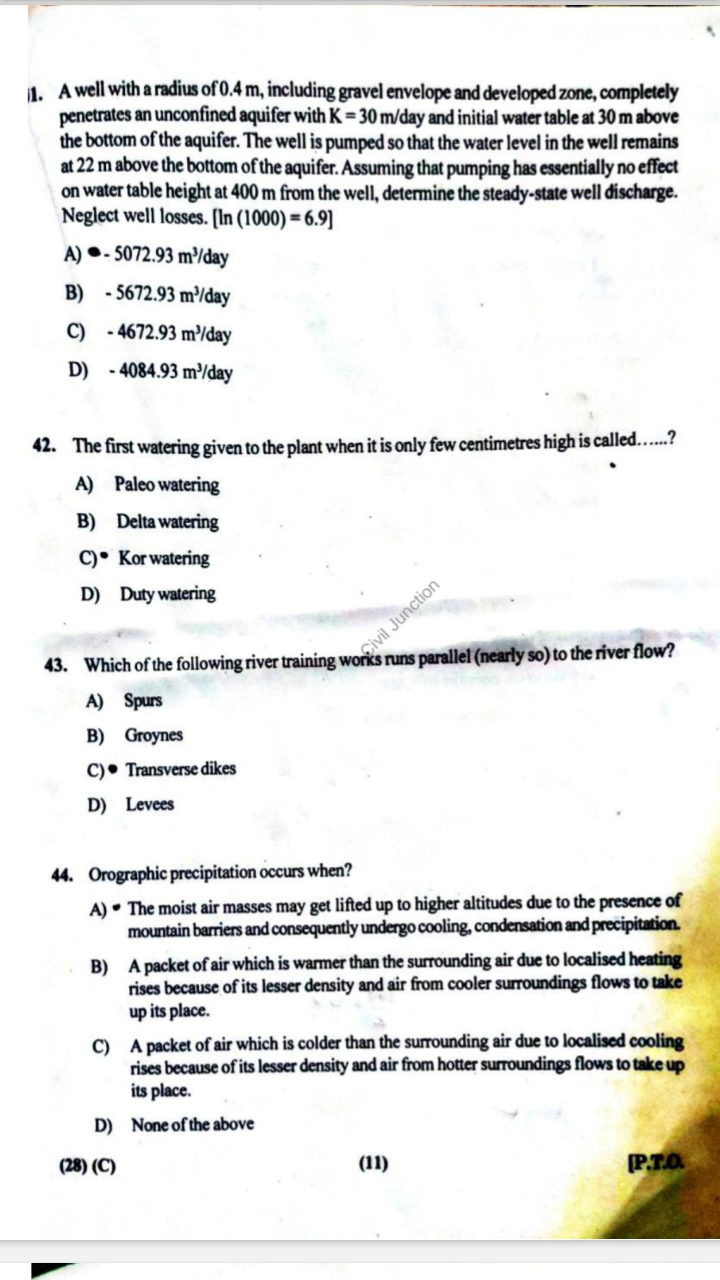 1. A well with a radius of 0.4 m, including gravel envelope and developed zone, completely
penetrates an unconfined aquifer with K = 30 m/day and initial water table at 30 m above
the bottom of the aquifer. The well is pumped so that the water level in the well remains
at 22 m above the bottom of the aquifer. Assuming that pumping has essentially no effect
on water table height at 400 m from the well, determine the steady-state well discharge.
Neglect well losses. [ln (1000) = 6.9]
A) - 5072.93 m³/day
B) - 5672.93 m³/day
C) - 4672.93 m³/day
D) - 4084.93 m³/day
42. The first watering given to the plant when it is only few centimetres high is called......?
A) Paleo watering
B) Delta watering
C) Kor watering
D) Duty watering
Civil Junction
43. Which of the following river training works runs parallel (nearly so) to the river flow?
A) Spurs
B) Groynes
C) Transverse dikes
D) Levees
44. Orographic precipitation occurs when?
A) The moist air masses may get lifted up to higher altitudes due to the presence of
mountain barriers and consequently undergo cooling, condensation and precipitation.
B) A packet of air which is warmer than the surrounding air due to localised heating
rises because of its lesser density and air from cooler surroundings flows to take
up its place.
C) A packet of air which is colder than the surrounding air due to localised cooling
rises because of its lesser density and air from hotter surroundings flows to take up
its place.
D) None of the above
(28) (C) (11) [P.T.O.